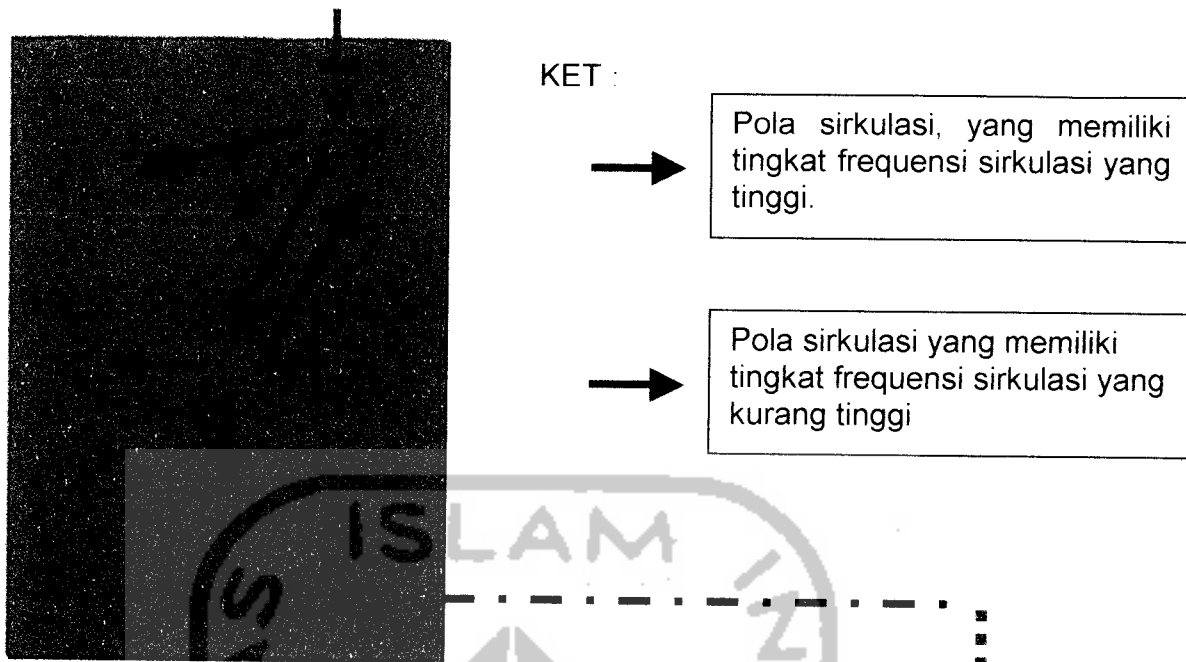 KET :
Pola sirkulasi, yang memiliki
tingkat frequensi sirkulasi yang
tinggi.
Pola sirkulasi yang memiliki
tingkat frequensi sirkulasi yang
kurang tinggi
ISLAM